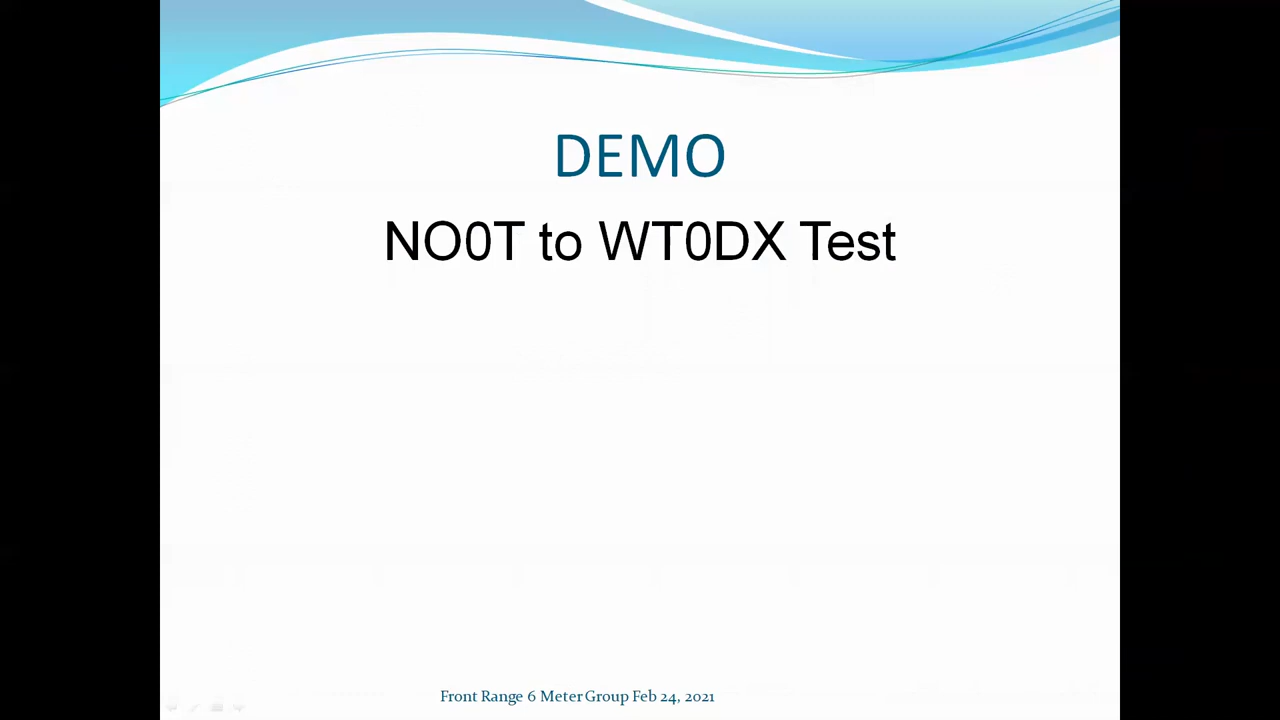 DEMO
NO0T to WT0DX Test
Front Range 6 Meter Group Feb 24, 2021